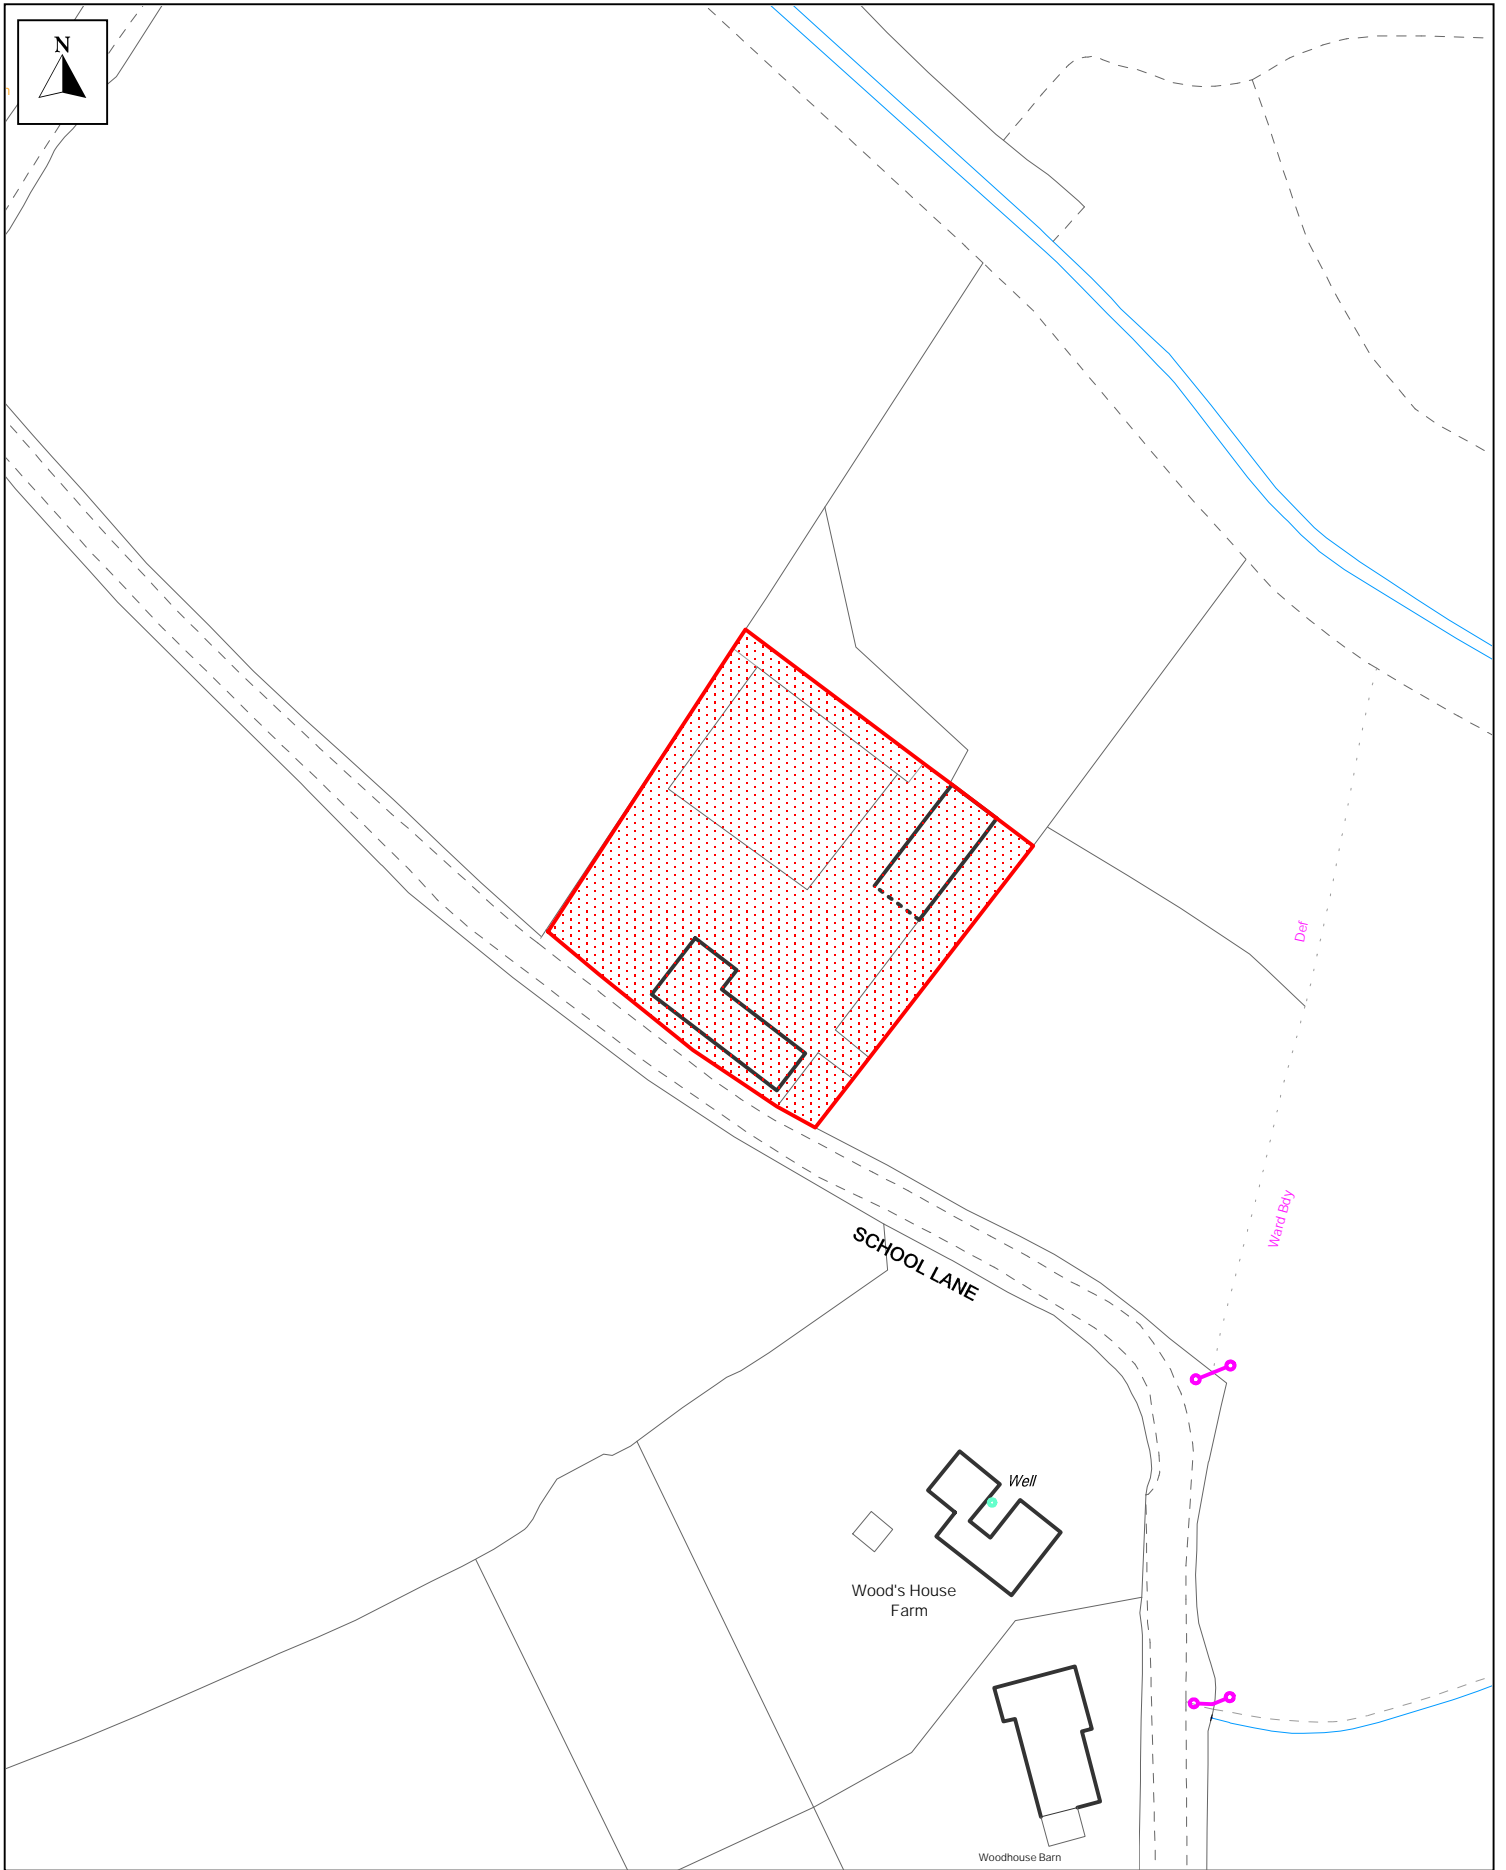 N
Def
Ward Bdy
SCHOOL LANE
Well
Wood's House
Farm
Woodhouse Barn